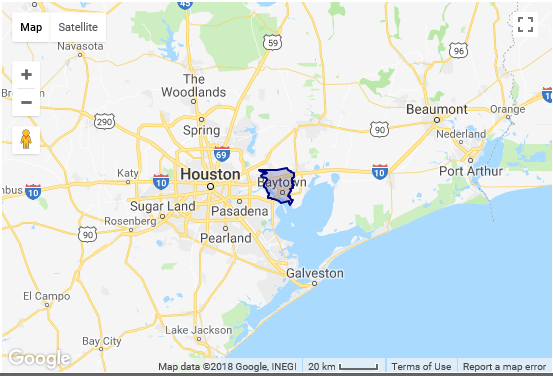 Map
Satellite
45
Navasota
59
96
The
Woodlands
Beaumont
Orange
10
290
Spring
90
Nederland
69
Port Arthur
Katy
10
Houston
10
10
Baytown
Sugar Land
Pasadena
Rosenberg
90
Pearland
Galveston
El Campo
Bay City
Lake Jackson
Google
Map data ©2018 Google, INEGI
20 km
Terms of Use
Report a map error